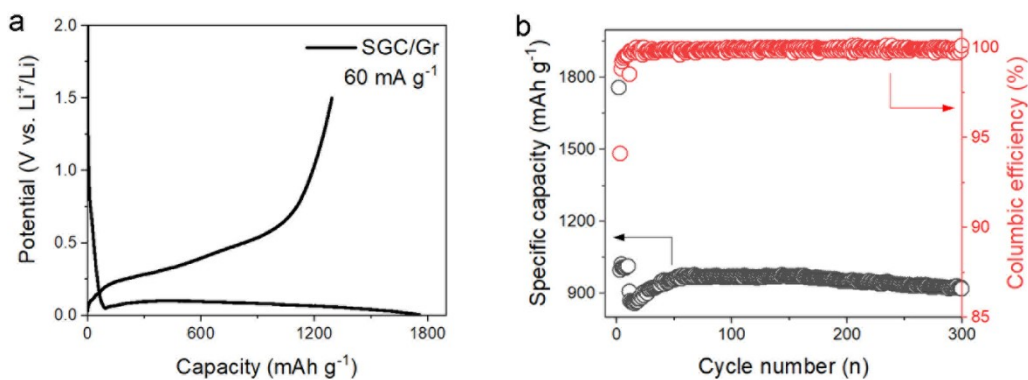 a
SGC/Gr
60 mA g⁻¹
Potential (V vs. Li⁺/Li)
2.0
1.5
1.0
0.5
0.0
0
600
1200
1800
Capacity (mAh g⁻¹)
b
Specific capacity (mAh g⁻¹)
1800
1500
1200
900
0
100
200
300
Cycle number (n)
100
95
90
85
Columbic efficiency (%)